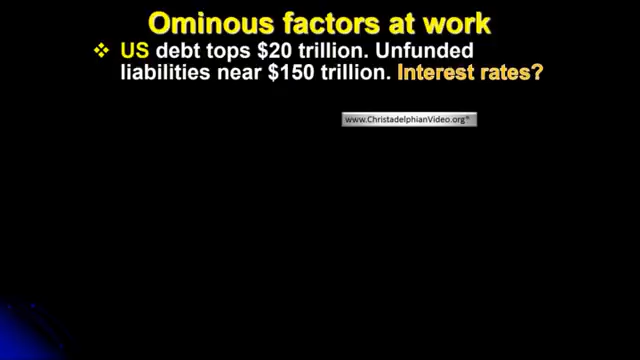 Ominous factors at work
❖ US debt tops $20 trillion. Unfunded
liabilities near $150 trillion. Interest rates?
www.ChristadelphianVideo.org®